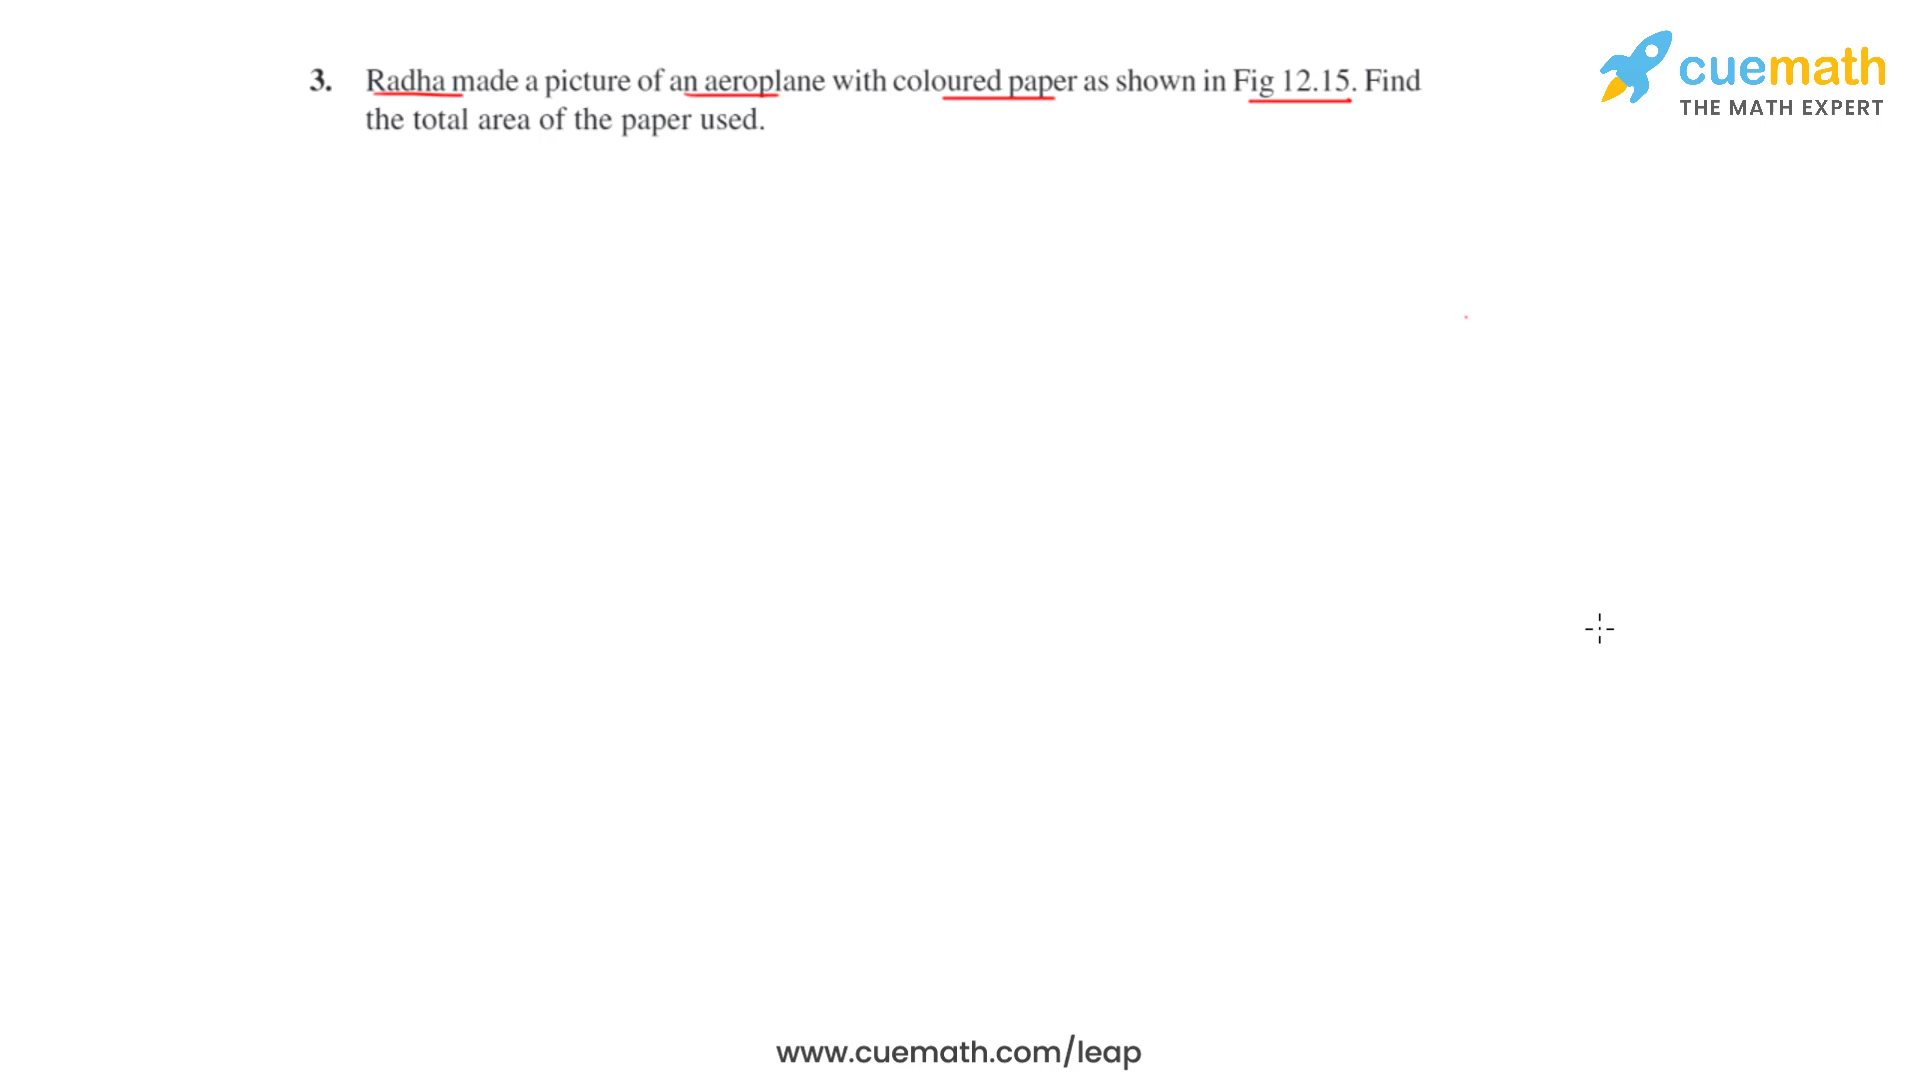 3. Radha made a picture of an aeroplane with coloured paper as shown in Fig 12.15. Find
the total area of the paper used.
cuemath
THE MATH EXPERT
www.cuemath.com/leap